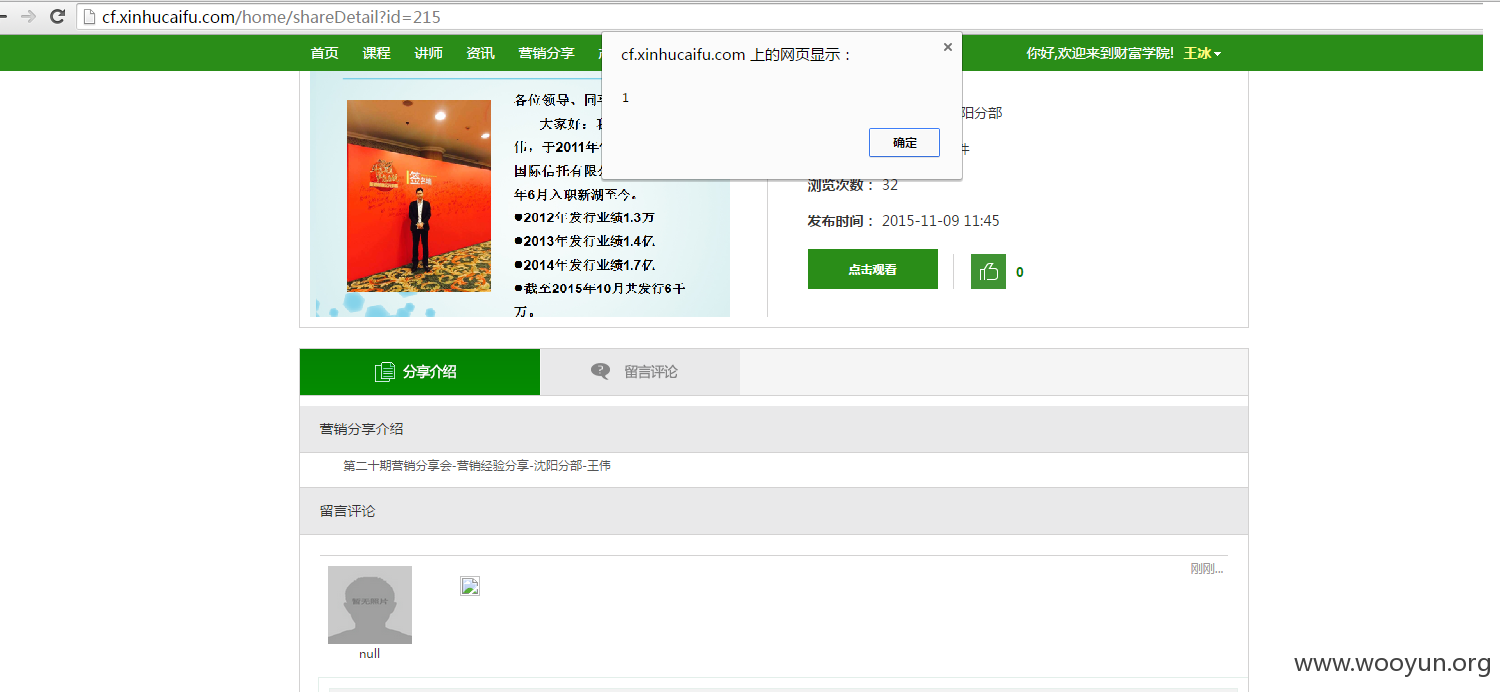 cf.xinhucaifu.com/home/shareDetail?id=215
首页 课程 讲师 资讯 营销分享
你好,欢迎来到财富学院! 王冰
cf.xinhucaifu.com 上的网页显示：
1
确定
各位领导、同
大家好：
伟，于2011年
国际信托有限公
年6月入职新湖至今。
●2012年发行业绩1.3万
●2013年发行业绩1.4亿
●2014年发行业绩1.7亿
●截至2015年10月共发行6千
万。
阳分部
件
浏览次数： 32
发布时间： 2015-11-09 11:45
点击观看
0
分享介绍
留言评论
营销分享介绍
第二十期营销分享会-营销经验分享-沈阳分部-王伟
留言评论
刚刚...
暂无照片
null
www.wooyun.org